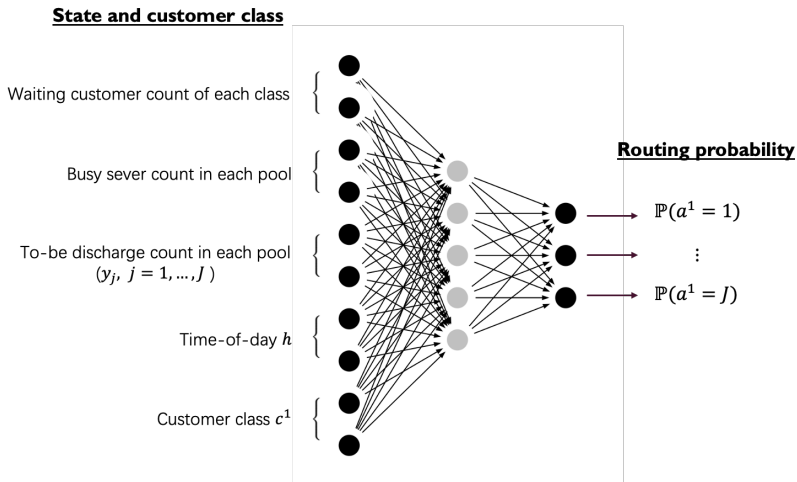 State and customer class
Waiting customer count of each class
Busy sever count in each pool
To-be discharge count in each pool
(y_j, j = 1, …, J )
Time-of-day h
Customer class c¹
Routing probability
ℙ(a¹ = 1)
⋮
ℙ(a¹ = J)